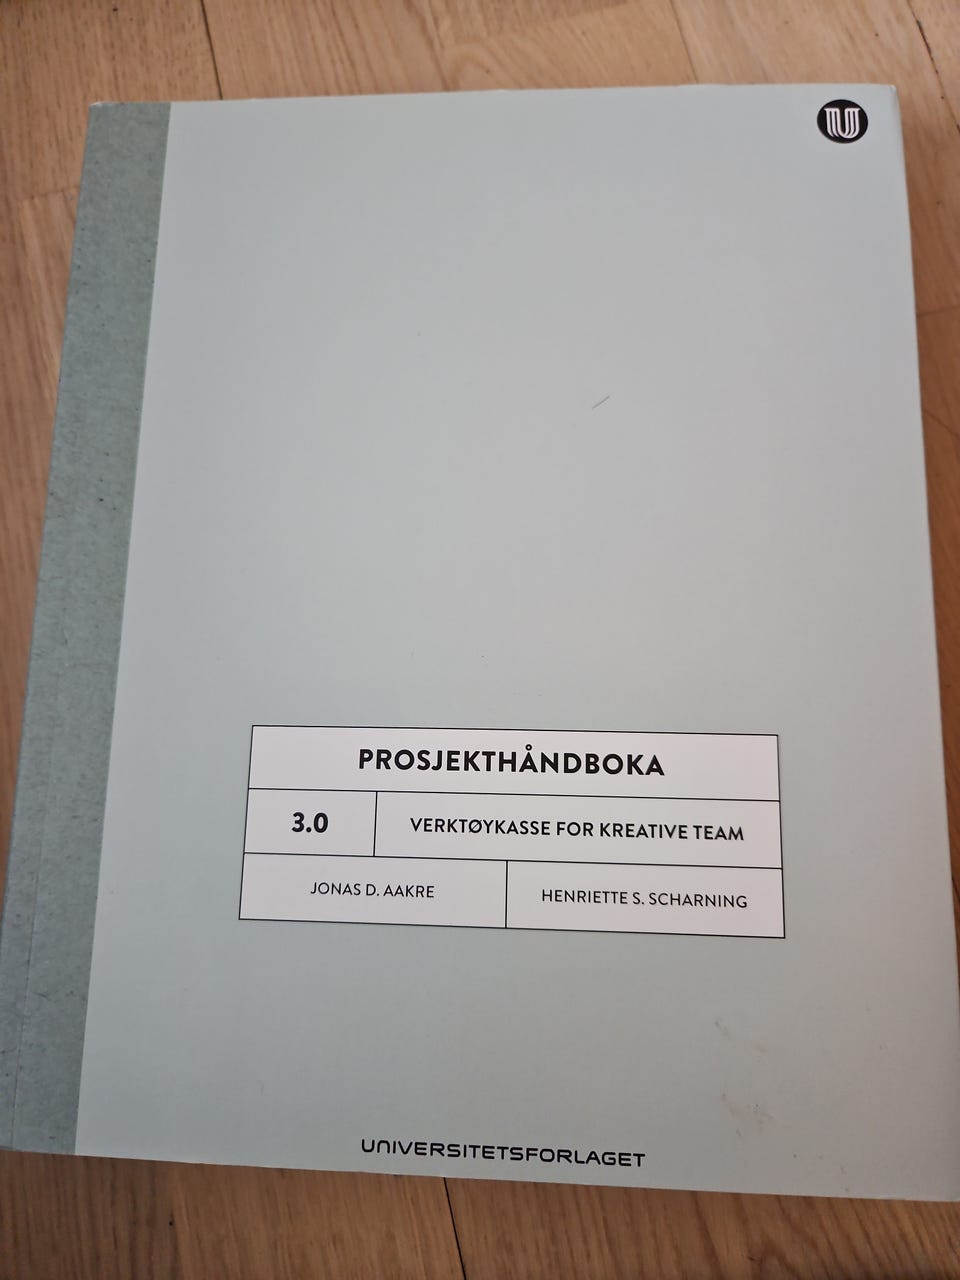 U
PROSJEKTHÅNDBOKA
3.0
VERKTØYKASSE FOR KREATIVE TEAM
JONAS D. AAKRE
HENRIETTE S. SCHARNING
UNIVERSITETSFORLAGET